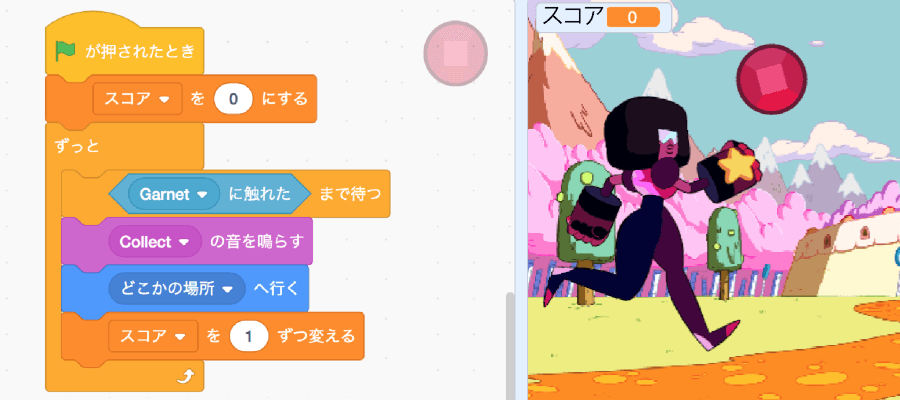 が押されたとき
スコア を 0 にする
ずっと
Garnet に触れた まで待つ
Collect の音を鳴らす
どこかの場所 へ行く
スコア を 1 ずつ変える
スコア 0